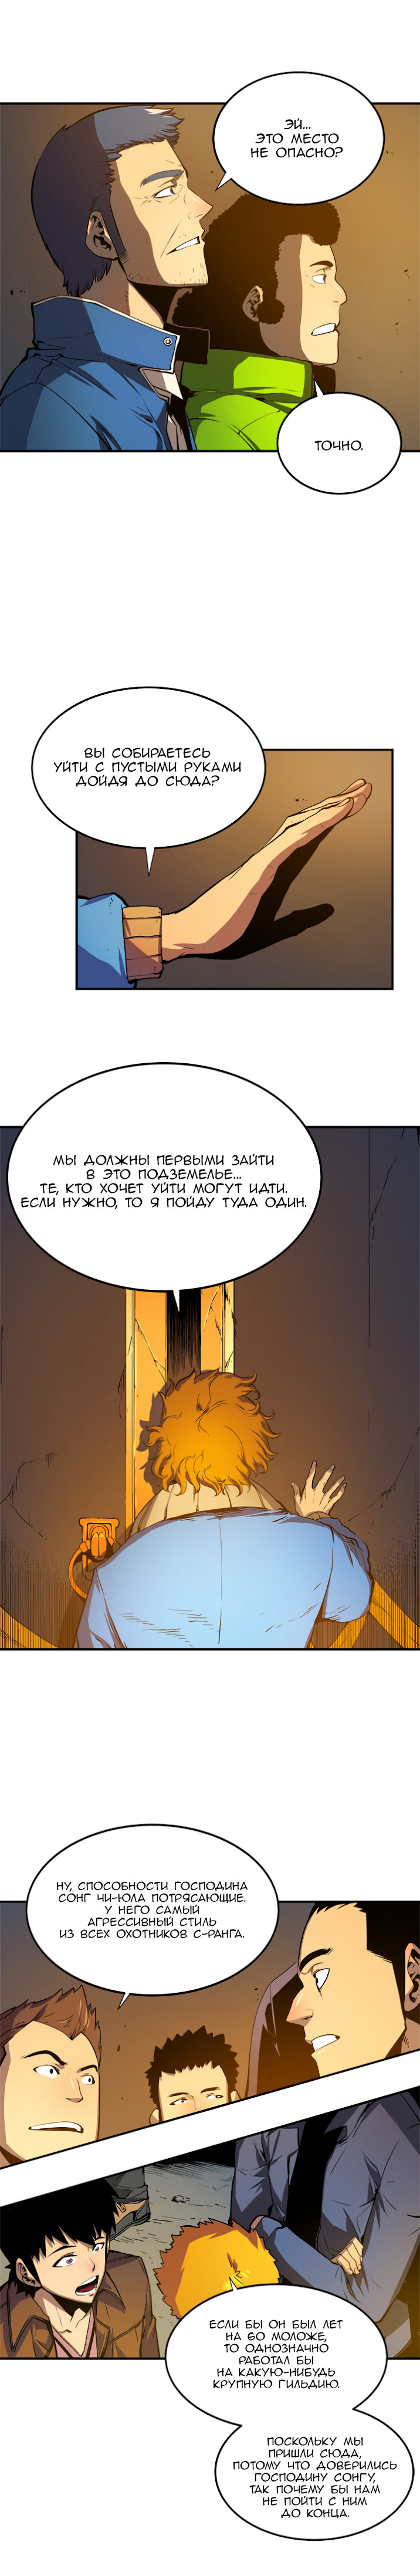 ЭЙ...
ЭТО МЕСТО
НЕ ОПАСНО?
ТОЧНО.
ВЫ СОБИРАЕТЕСЬ
УЙТИ С ПУСТЫМИ РУКАМИ
ДОЙДЯ ДО СЮДА?
МЫ ДОЛЖНЫ ПЕРВЫМИ ЗАЙТИ
В ЭТО ПОДЗЕМЕЛЬЕ...
ТЕ, КТО ХОЧЕТ УЙТИ МОГУТ ИДТИ.
ЕСЛИ НУЖНО, ТО Я ПОЙДУ ТУДА ОДИН.
НУ, СПОСОБНОСТИ ГОСПОДИНА
СОНГ ЧИ-ЮЛА ПОТРЯСАЮЩИЕ.
У НЕГО САМЫЙ
АГРЕССИВНЫЙ СТИЛЬ
ИЗ ВСЕХ ОХОТНИКОВ С-РАНГА.
ЕСЛИ БЫ ОН БЫЛ ЛЕТ
НА 60 МОЛОЖЕ,
ТО ОДНОЗНАЧНО
РАБОТАЛ БЫ
НА КАКУЮ-НИБУДЬ
КРУПНУЮ ГИЛЬДИЮ.
ПОСКОЛЬКУ МЫ
ПРИШЛИ СЮДА,
ПОТОМУ ЧТО ДОВЕРИЛИСЬ
ГОСПОДИНУ СОНГУ,
ТАК ПОЧЕМУ БЫ НАМ
НЕ ПОЙТИ С НИМ
ДО КОНЦА.